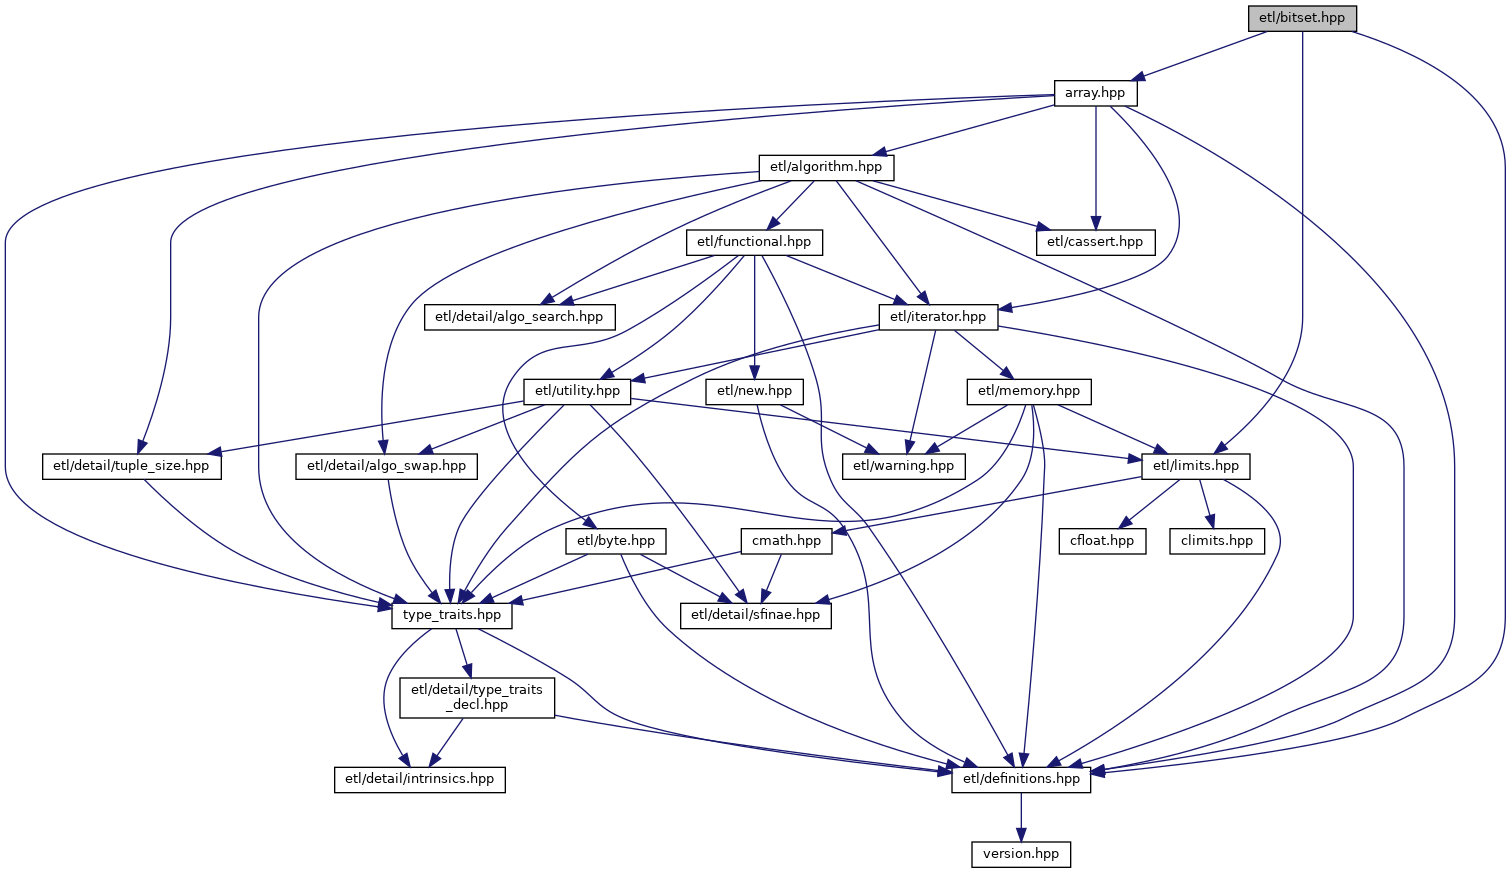 etl/bitset.hpp
array.hpp
etl/algorithm.hpp
etl/functional.hpp
etl/cassert.hpp
etl/detail/algo_search.hpp
etl/iterator.hpp
etl/utility.hpp
etl/new.hpp
etl/memory.hpp
etl/detail/tuple_size.hpp
etl/detail/algo_swap.hpp
etl/warning.hpp
etl/limits.hpp
etl/byte.hpp
cmath.hpp
cfloat.hpp
climits.hpp
type_traits.hpp
etl/detail/sfinae.hpp
etl/detail/type_traits
_decl.hpp
etl/detail/intrinsics.hpp
etl/definitions.hpp
version.hpp